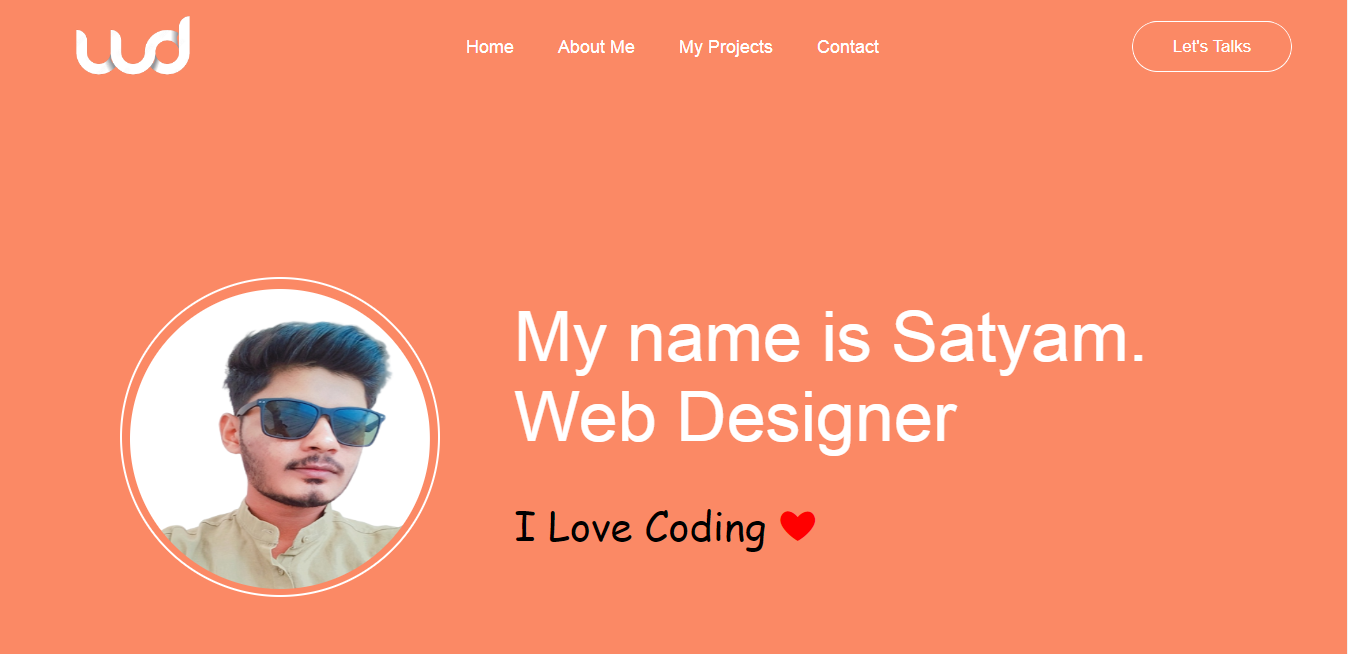 wd
Home About Me My Projects Contact Let's Talks
My name is Satyam.
Web Designer
I Love Coding